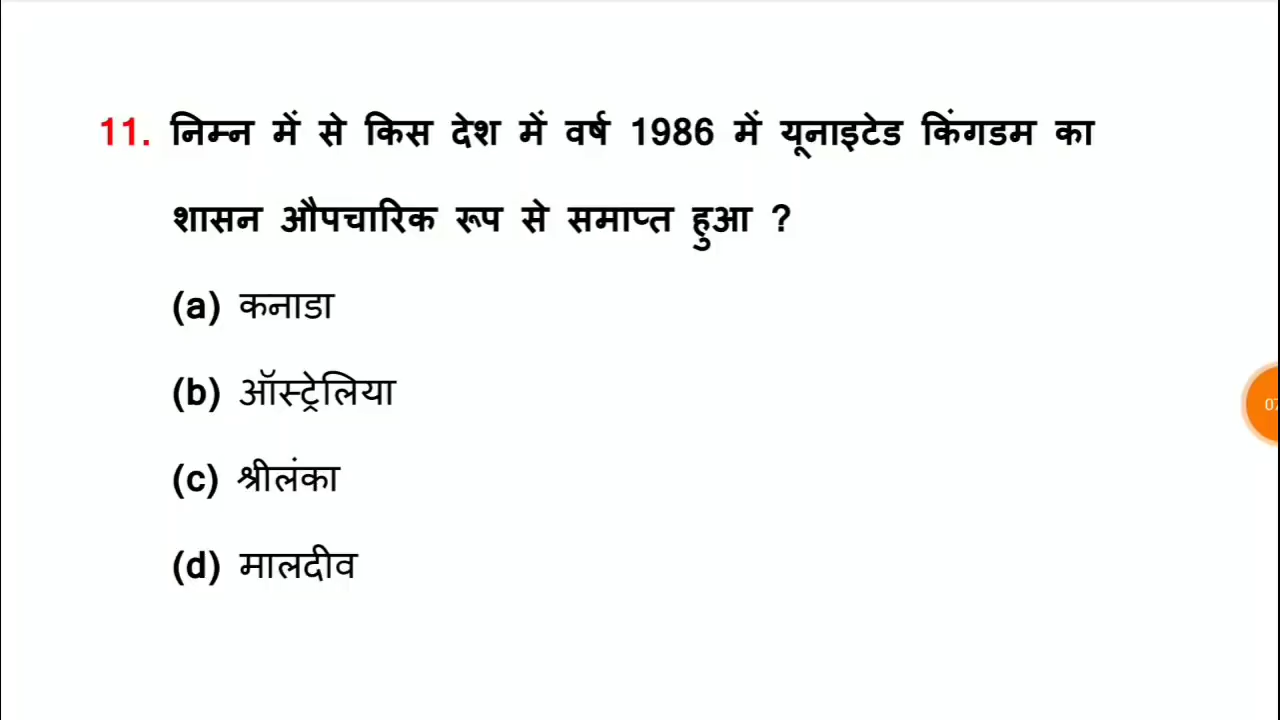 11. निम्न में से किस देश में वर्ष 1986 में यूनाइटेड किंगडम का
शासन औपचारिक रूप से समाप्त हुआ ?
(a) कनाडा
(b) ऑस्ट्रेलिया
(c) श्रीलंका
(d) मालदीव